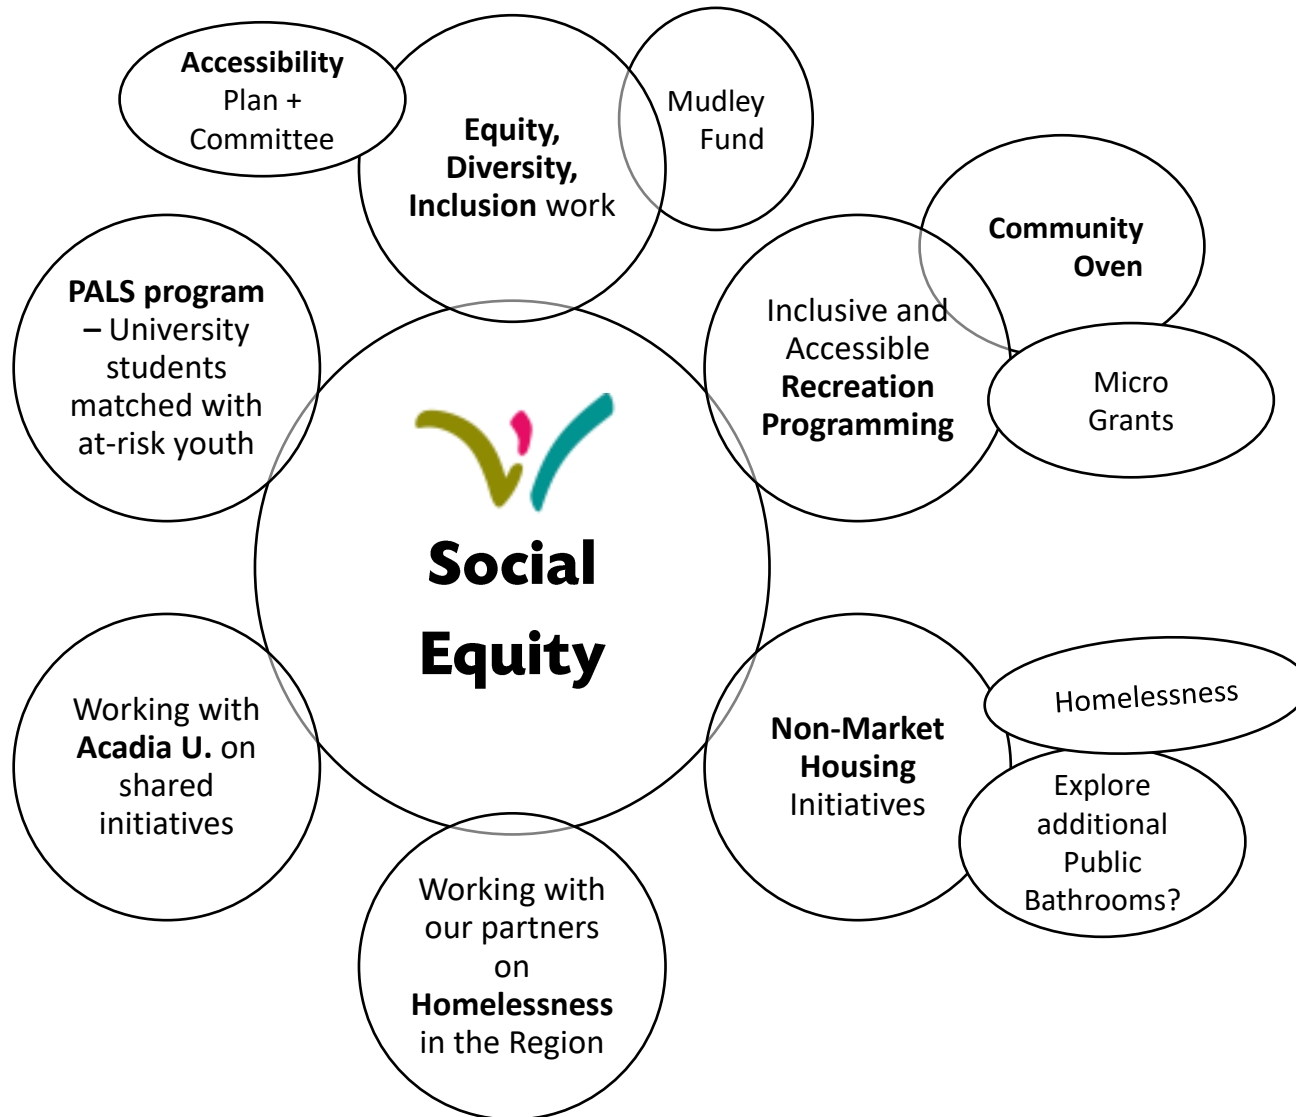 Accessibility
Plan +
Committee
Equity,
Diversity,
Inclusion work
Mudley
Fund
Community
Oven
PALS program
– University
students
matched with
at-risk youth
Inclusive and
Accessible
Recreation
Programming
Micro
Grants
Social
Equity
Working with
Acadia U. on
shared
initiatives
Non-Market
Housing
Initiatives
Homelessness
Explore
additional
Public
Bathrooms?
Working with
our partners
on
Homelessness
in the Region